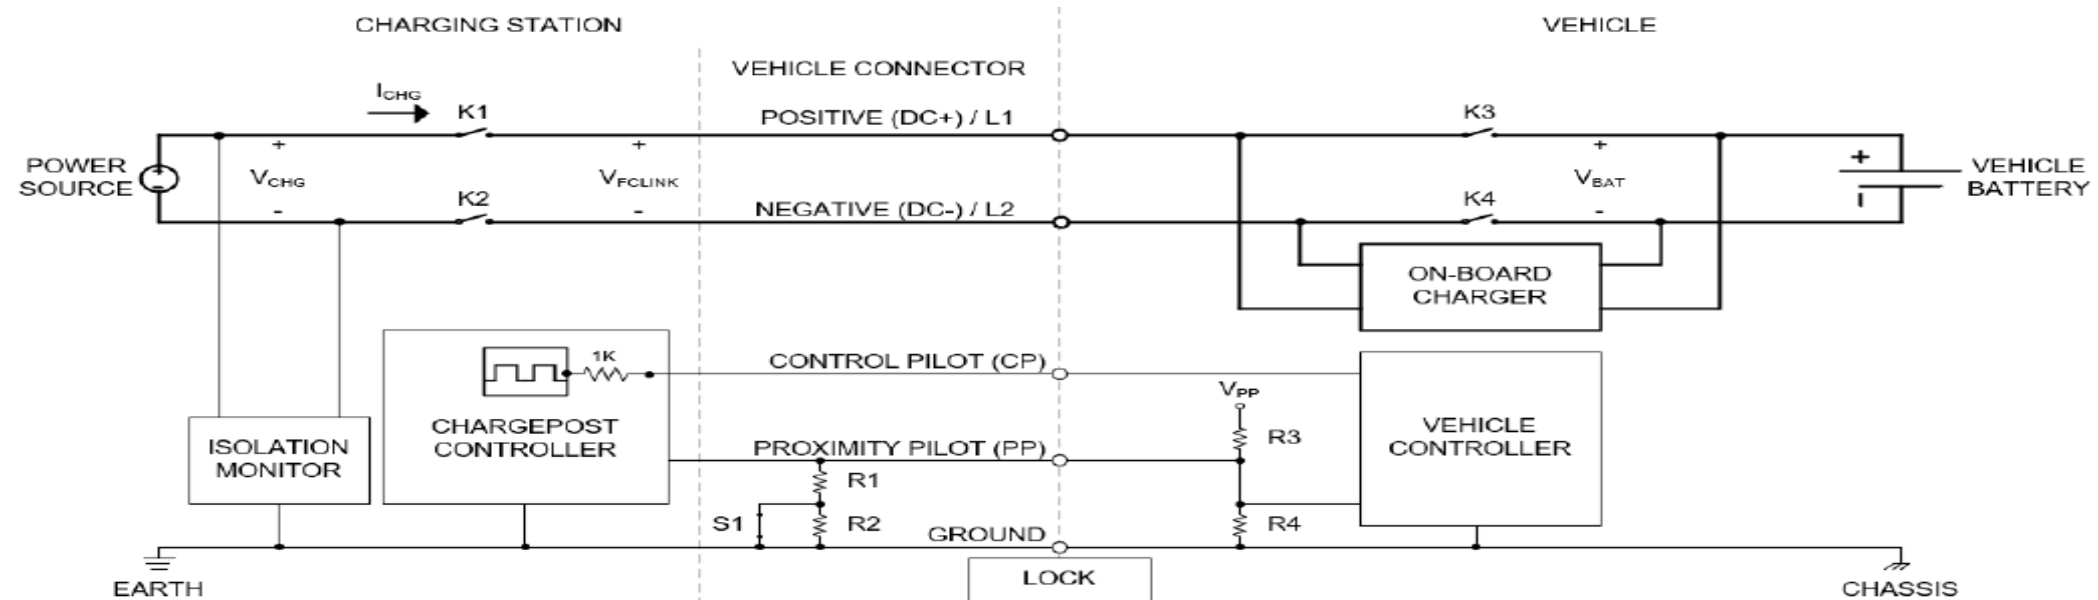 CHARGING STATION
VEHICLE
VEHICLE CONNECTOR
ICHG
K1
POSITIVE (DC+) / L1
K3
POWER
SOURCE
+
VCHG
-
+
VFCLINK
-
+
VBAT
-
+
VEHICLE
BATTERY
K2
NEGATIVE (DC-) / L2
K4
ON-BOARD
CHARGER
1K
CONTROL PILOT (CP)
VPP
CHARGEPOST
CONTROLLER
VEHICLE
CONTROLLER
ISOLATION
MONITOR
PROXIMITY PILOT (PP)
R3
R1
S1
R2
GROUND
R4
LOCK
EARTH
CHASSIS